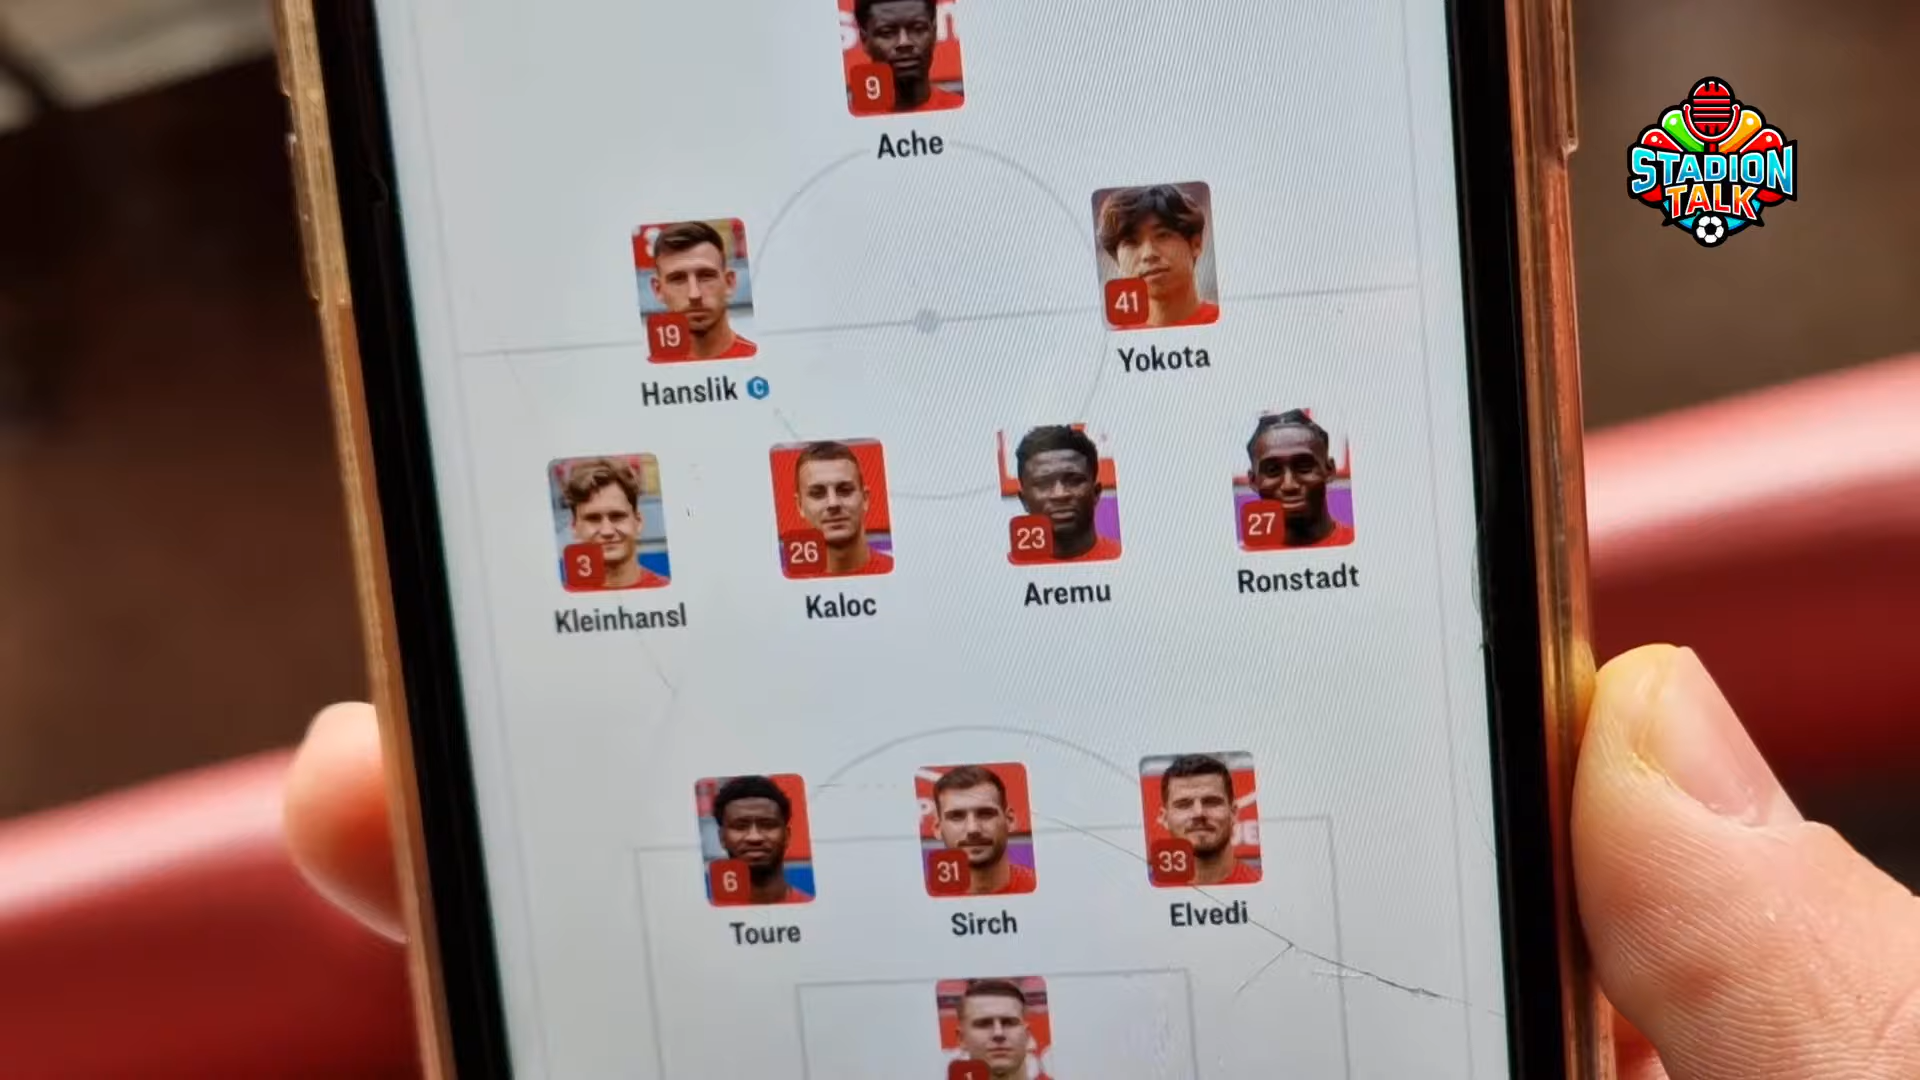 STADION
TALK
9
Ache
19
Hanslik C
41
Yokota
3
Kleinhansl
26
Kaloc
23
Aremu
27
Ronstadt
6
Toure
31
Sirch
33
Elvedi
1